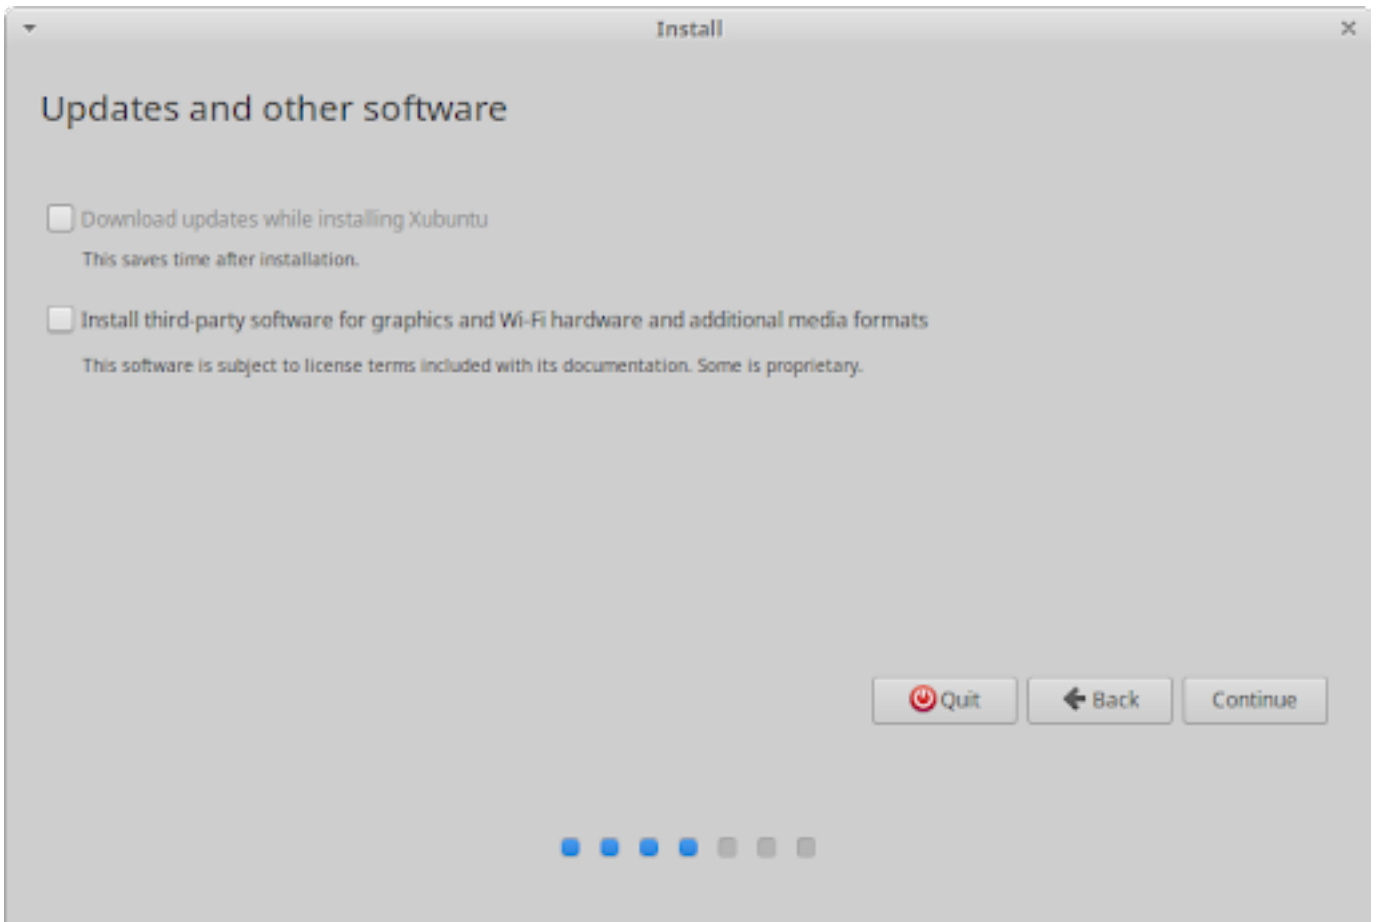 Install
Updates and other software
Download updates while installing Xubuntu
This saves time after installation.
Install third-party software for graphics and Wi-Fi hardware and additional media formats
This software is subject to license terms included with its documentation. Some is proprietary.
Quit
Back
Continue